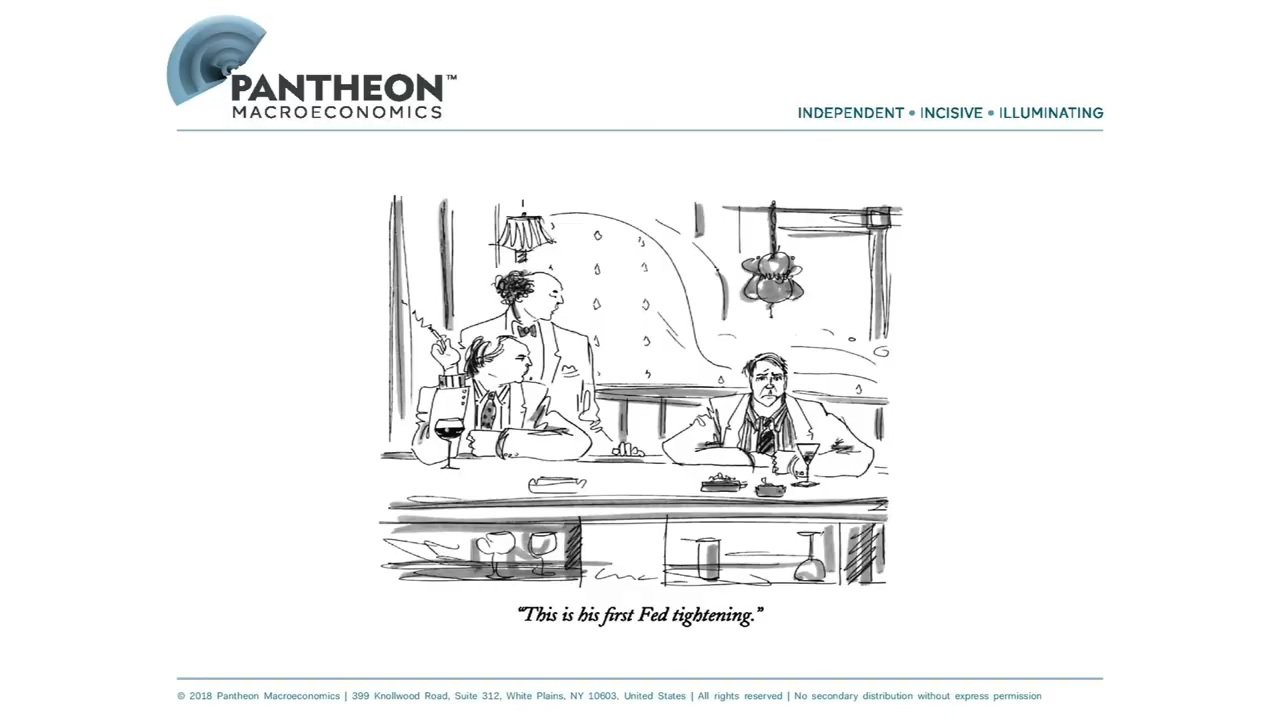 PANTHEON™
MACROECONOMICS
INDEPENDENT • INCISIVE • ILLUMINATING
“This is his first Fed tightening.”
© 2018 Pantheon Macroeconomics | 399 Knollwood Road, Suite 312, White Plains, NY 10603, United States | All rights reserved | No secondary distribution without express permission